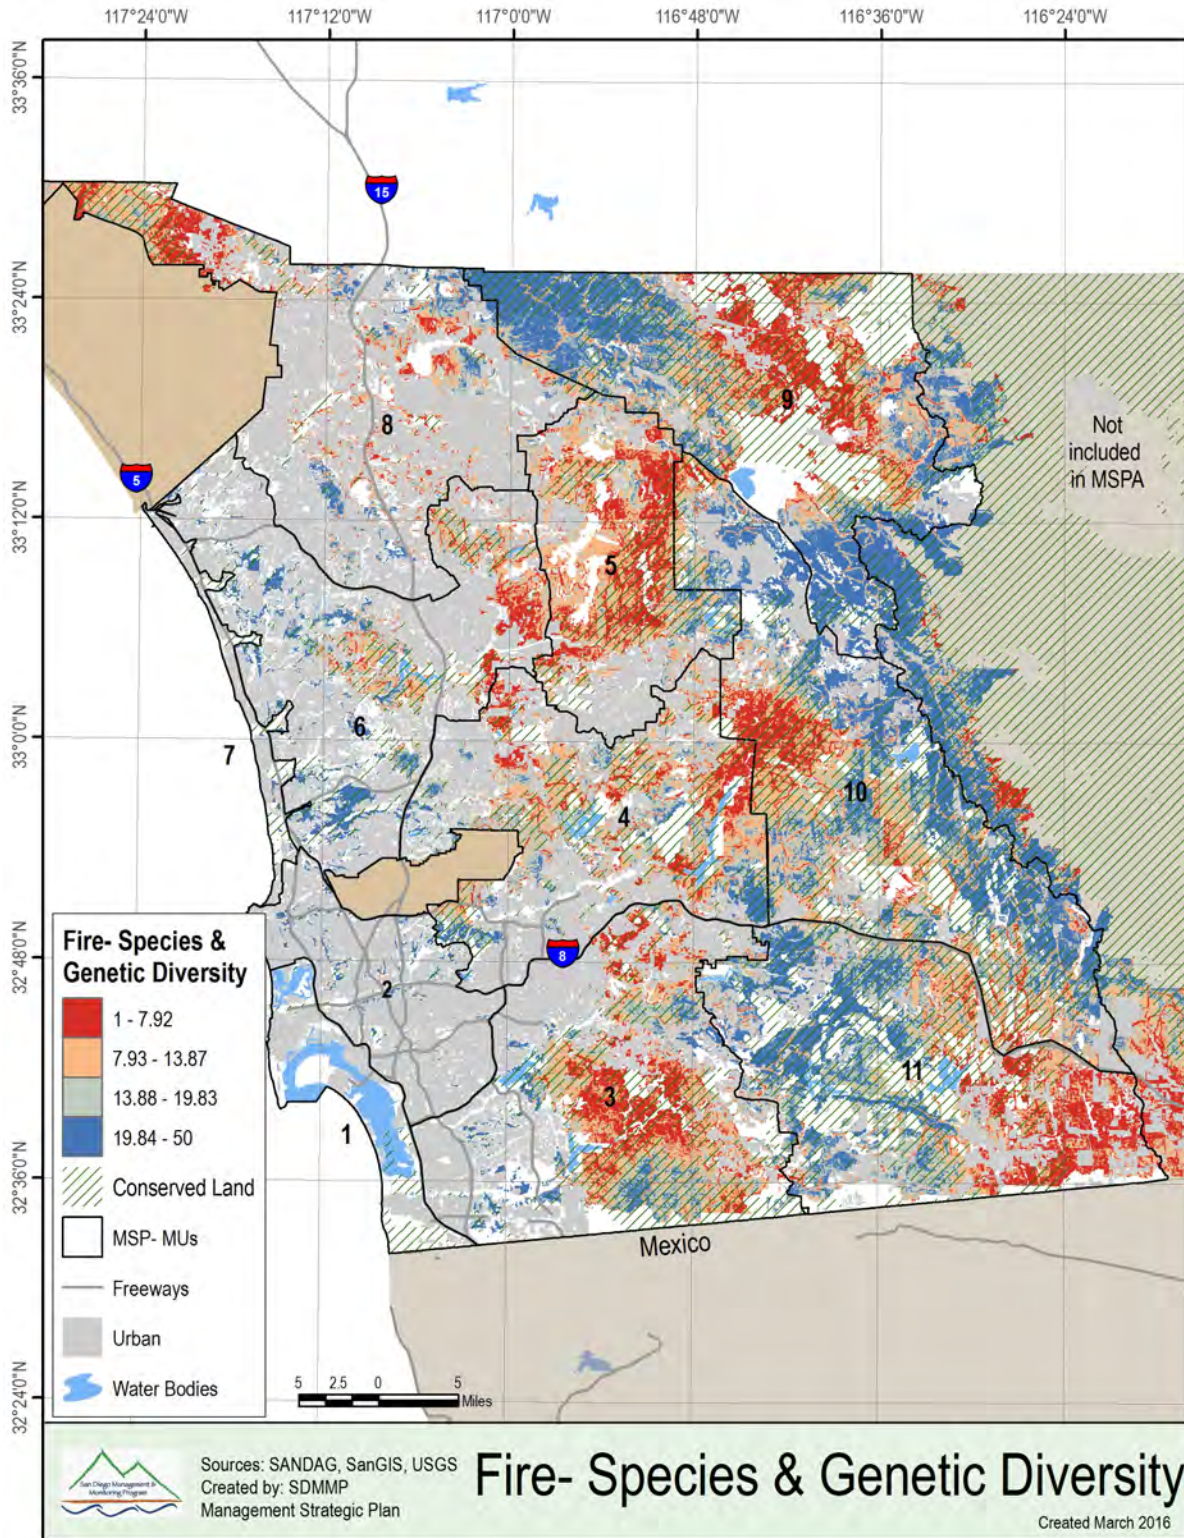 117°24'0"W 117°12'0"W 117°0'0"W 116°48'0"W 116°36'0"W 116°24'0"W
33°36'0"N
15
33°24'0"N
9
8
Not
included
in MSPA
5
33°12'0"N
5
6
7
33°0'0"N
10
4
32°48'0"N
8
2
11
3
1
32°36'0"N
Mexico
32°24'0"N
Fire- Species &
Genetic Diversity
1 - 7.92
7.93 - 13.87
13.88 - 19.83
19.84 - 50
Conserved Land
MSP- MUs
Freeways
Urban
Water Bodies
5 2.5 0 5
Miles
San Diego Management &
Monitoring Program
Sources: SANDAG, SanGIS, USGS
Created by: SDMMP
Management Strategic Plan
Fire- Species & Genetic Diversity
Created March 2016